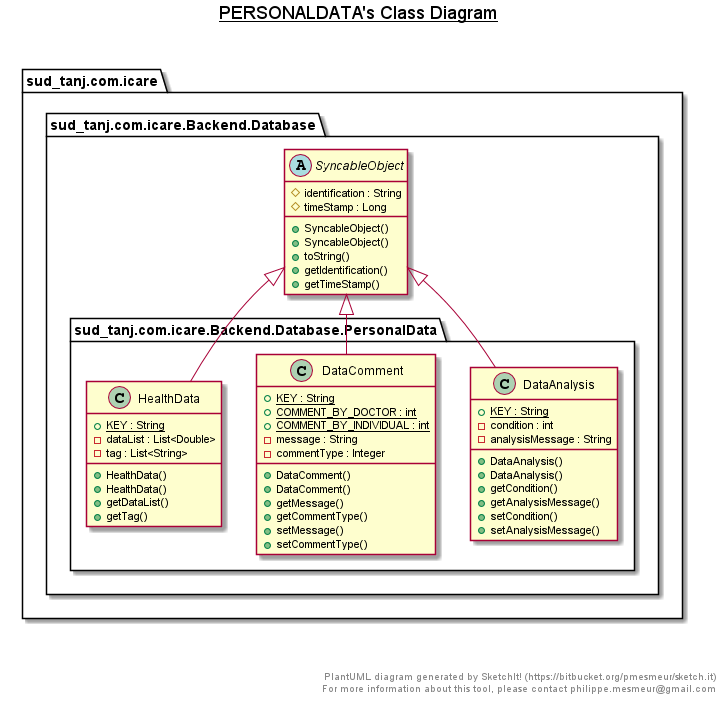 PERSONALDATA's Class Diagram
sud_tanj.com.icare
sud_tanj.com.icare.Backend.Database
A SyncableObject
identification : String
timeStamp : Long
SyncableObject()
SyncableObject()
toString()
getIdentification()
getTimeStamp()
sud_tanj.com.icare.Backend.Database.PersonalData
C HealthData
KEY : String
dataList : List<Double>
tag : List<String>
HealthData()
HealthData()
getDataList()
getTag()
C DataComment
KEY : String
COMMENT_BY_DOCTOR : int
COMMENT_BY_INDIVIDUAL : int
message : String
commentType : Integer
DataComment()
DataComment()
getMessage()
getCommentType()
setMessage()
setCommentType()
C DataAnalysis
KEY : String
condition : int
analysisMessage : String
DataAnalysis()
DataAnalysis()
getCondition()
getAnalysisMessage()
setCondition()
setAnalysisMessage()
PlantUML diagram generated by SketchIt! (https://bitbucket.org/pmesmeur/sketch.it)
For more information about this tool, please contact philippe.mesmeur@gmail.com